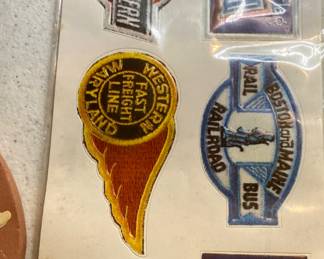 WESTERN
MARYLAND
FAST
FREIGHT
LINE
BOSTON and MAINE
RAILROAD
RAIL
BUS